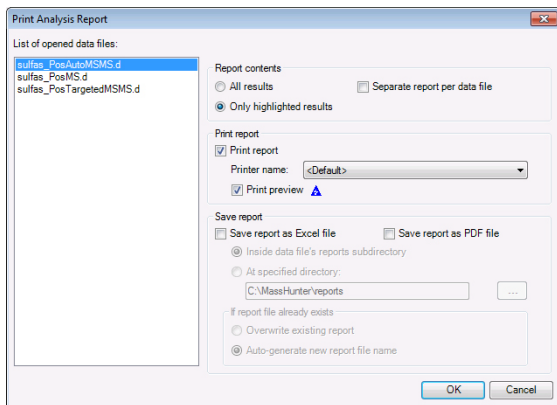 Print Analysis Report
List of opened data files:
sulfas_PosAutoMSMS.d
sulfas_PosMS.d
sulfas_PosTargetedMSMS.d
Report contents
All results
Separate report per data file
Only highlighted results
Print report
Print report
Printer name:
<Default>
Print preview
Save report
Save report as Excel file
Save report as PDF file
Inside data file's reports subdirectory
At specified directory:
C:\MassHunter\reports
...
If report file already exists
Overwrite existing report
Auto-generate new report file name
OK
Cancel